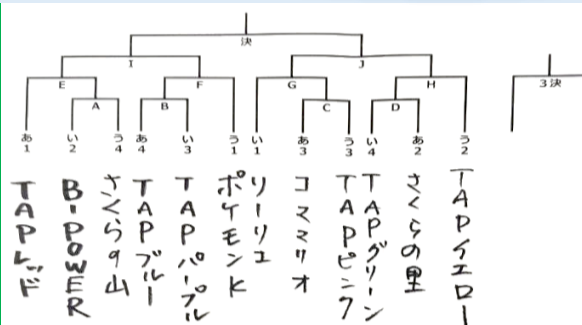 決
I
J
3決
E
F
G
H
A
B
C
D
あ1
い2
う4
あ4
い3
う1
い1
あ3
う3
い4
あ2
う2
TAPレッド
B-POWER
さくらの山
TAPブルー
TAPパープル
ポケモンK
リーリエ
コママリオ
TAPピンク
TAPグリーン
さくらの里
TAPイエロー